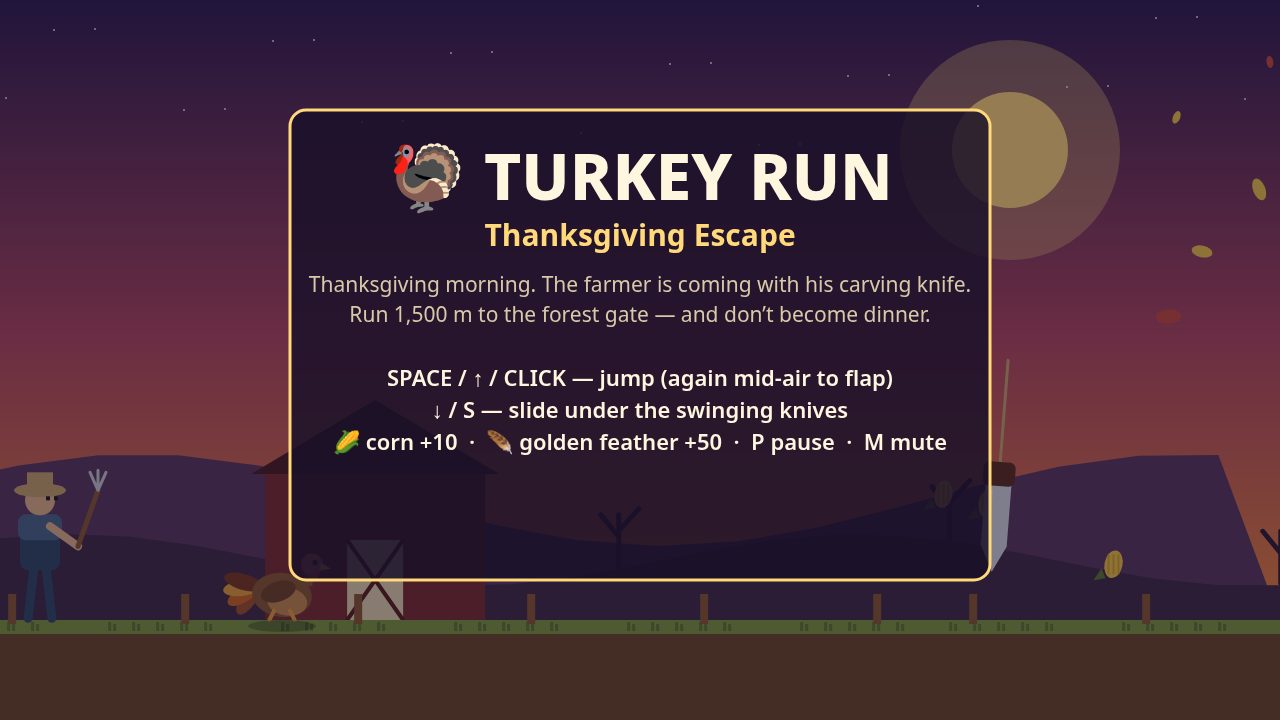 🦃 TURKEY RUN
Thanksgiving Escape
Thanksgiving morning. The farmer is coming with his carving knife.
Run 1,500 m to the forest gate — and don’t become dinner.
SPACE / ↑ / CLICK — jump (again mid-air to flap)
↓ / S — slide under the swinging knives
🌽 corn +10 · 🪶 golden feather +50 · P pause · M mute